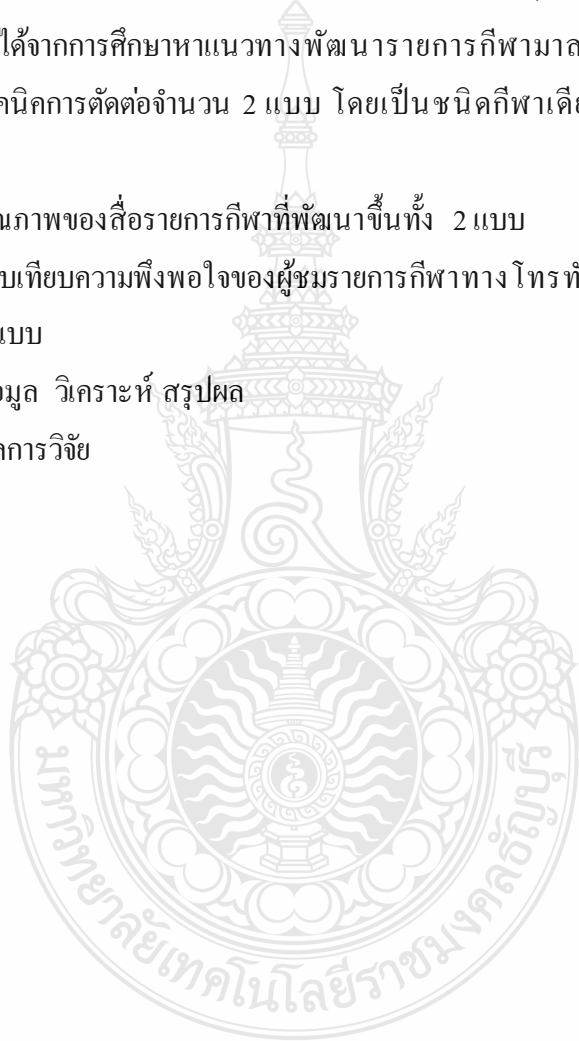 ได้จากการศึกษาหาแนวทางพัฒนารายการกีฬามาส
คนิคการตัดต่อจำนวน 2 แบบ โดยเป็นชนิดกีฬาเดีย
ณภาพของสื่อรายการกีฬาที่พัฒนาขึ้นทั้ง 2 แบบ
บเทียบความพึงพอใจของผู้ชมรายการกีฬาทางโทรทั
แบบ
อมูล วิเคราะห์ สรุปผล
ลการวิจัย
มหาวิทยาลัยเทคโนโลยีราชมงคลธัญบุรี